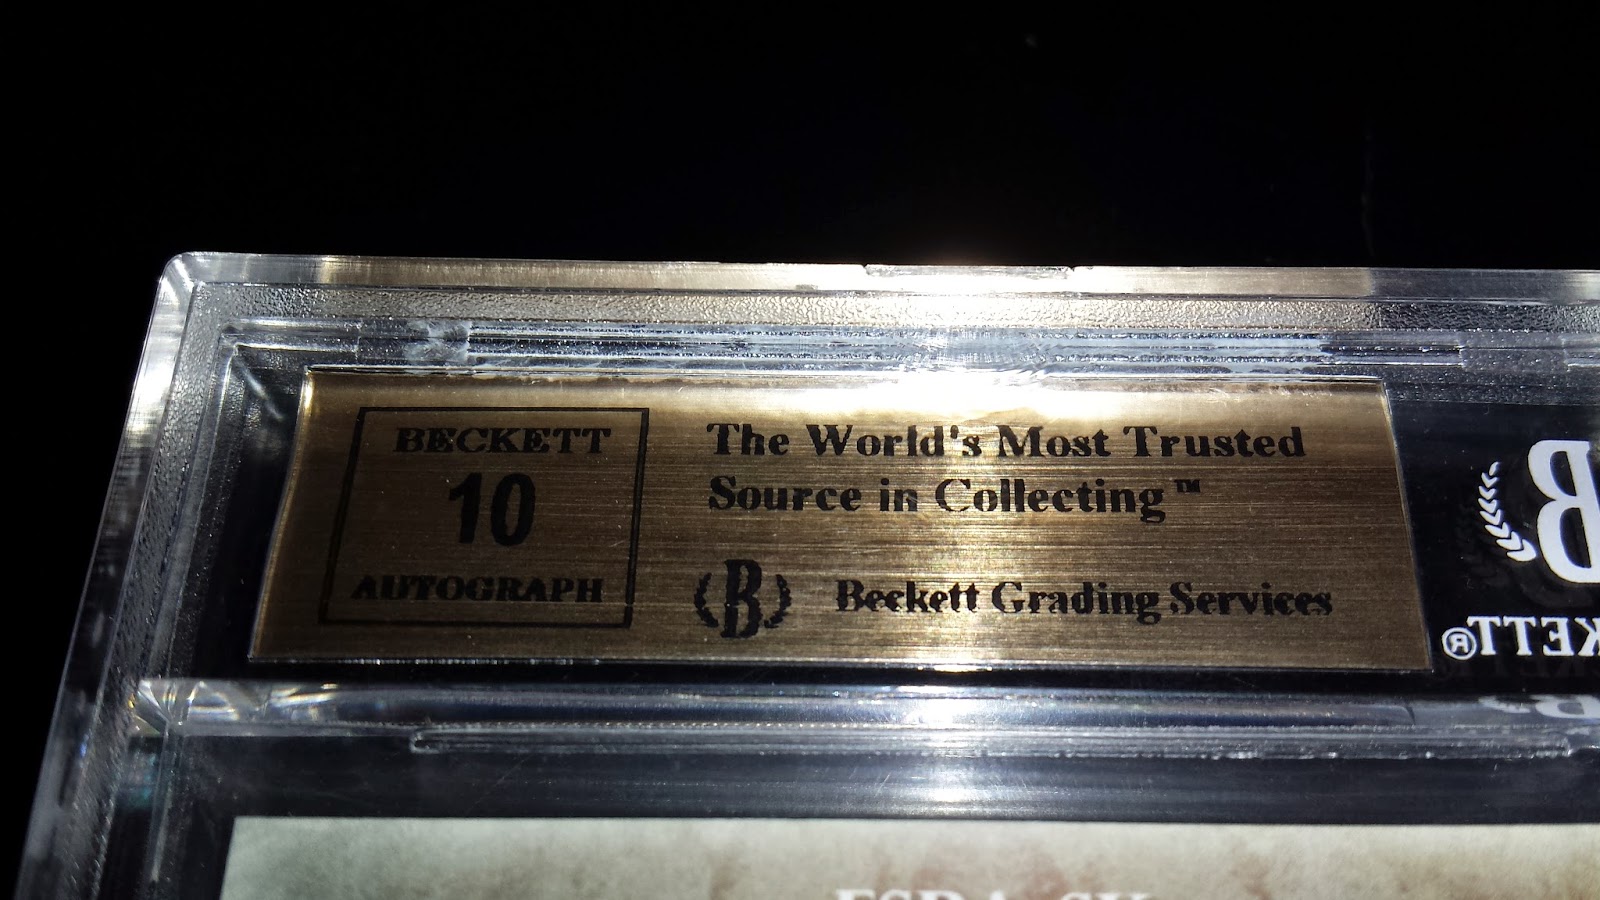 BECKETT
10
AUTOGRAPH
The World's Most Trusted
Source in Collecting™
B
Beckett Grading Services
B